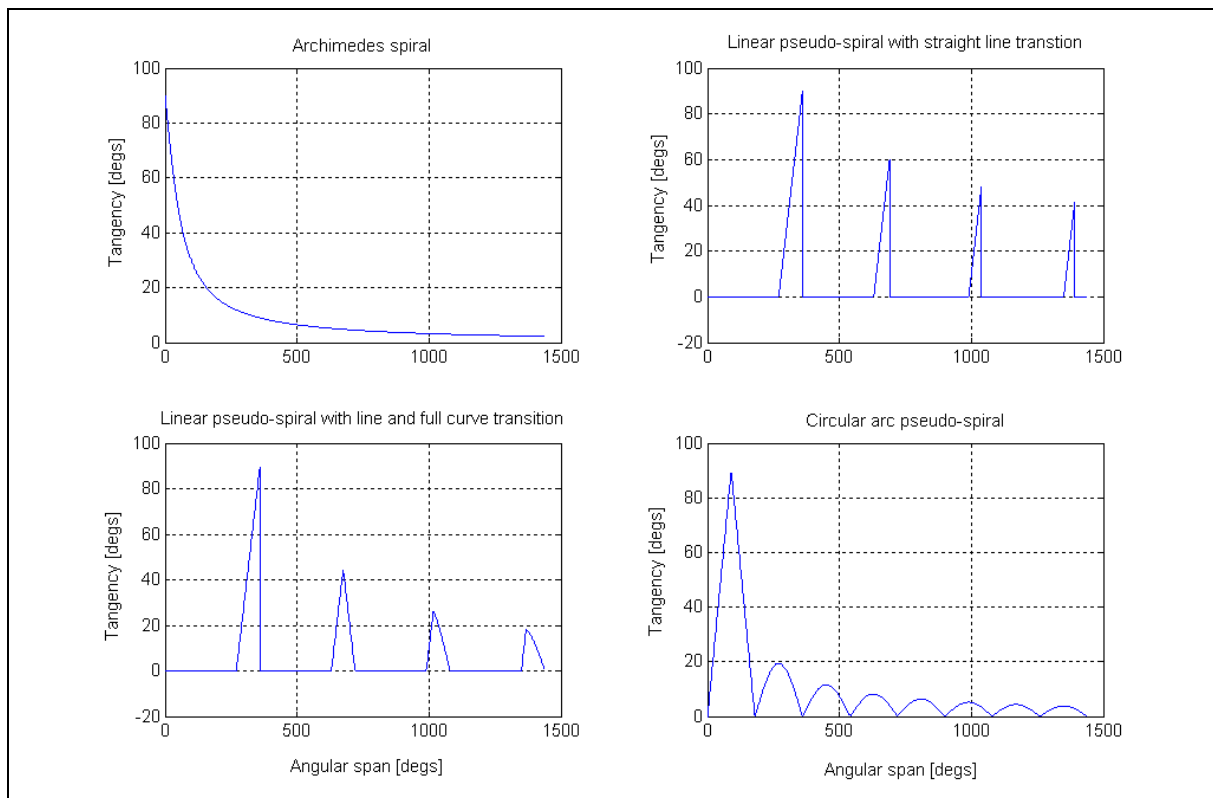 Archimedes spiral
100
80
60
40
20
0
Tangency [degs]
0 500 1000 1500
Linear pseudo-spiral with straight line transtion
100
80
60
40
20
0
-20
Tangency [degs]
0 500 1000 1500
Linear pseudo-spiral with line and full curve transition
100
80
60
40
20
0
-20
Tangency [degs]
0 500 1000 1500
Angular span [degs]
Circular arc pseudo-spiral
100
80
60
40
20
0
Tangency [degs]
0 500 1000 1500
Angular span [degs]